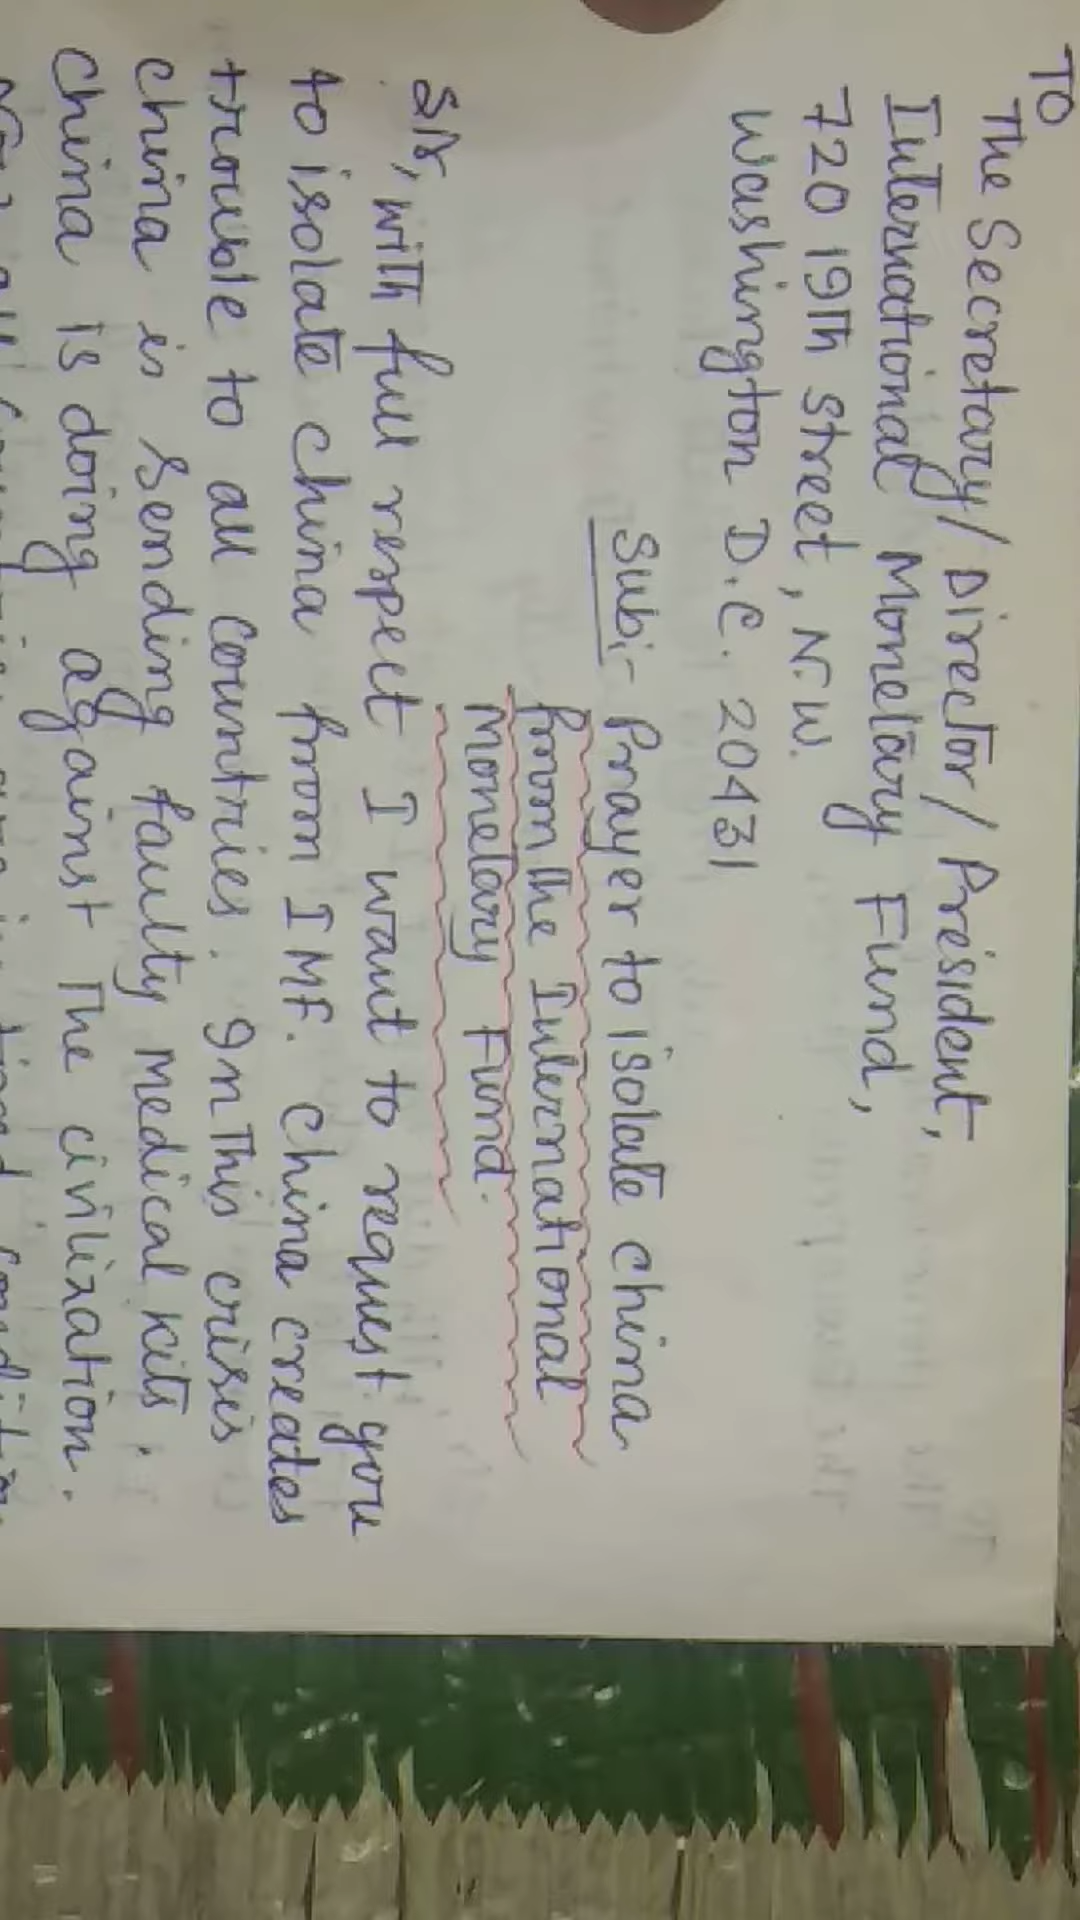 TO
The Secretary/Director/President,
International Monetary Fund,
720 19Th Street, N.W.
Washington D.C. 20431
Sub:- Prayer to isolate China
from The International
Monetary Fund.
Sir, with full respect I want to request you
to isolate China from IMF. China creates
trouble to all countries. In This crisis
China is sending faulty medical kits.
China is doing against The civilization.